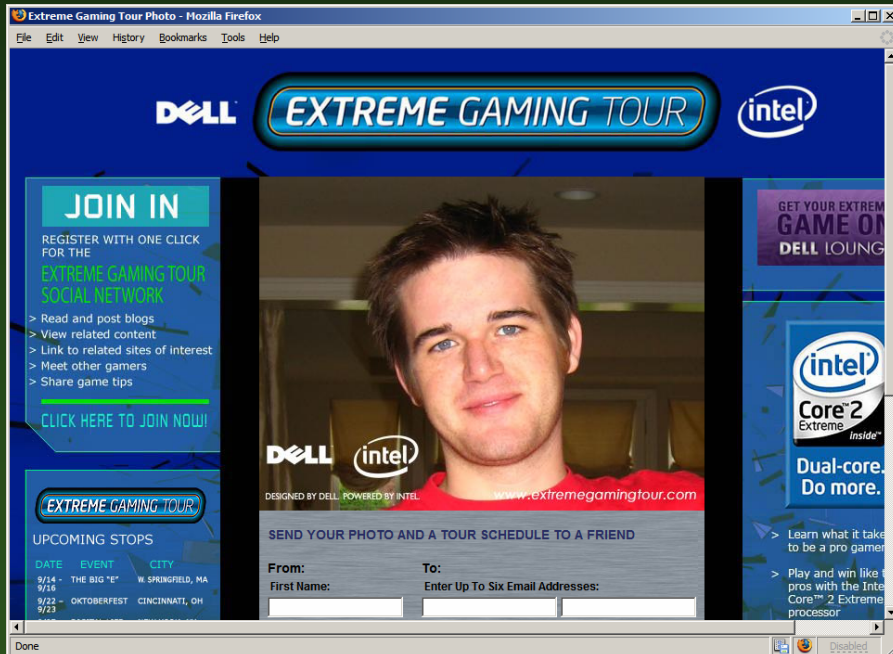 Extreme Gaming Tour Photo - Mozilla Firefox
File Edit View History Bookmarks Tools Help
DELL EXTREME GAMING TOUR intel
JOIN IN
REGISTER WITH ONE CLICK
FOR THE
EXTREME GAMING TOUR
SOCIAL NETWORK
> Read and post blogs
> View related content
> Link to related sites of interest
> Meet other gamers
> Share game tips
CLICK HERE TO JOIN NOW!
EXTREME GAMING TOUR
UPCOMING STOPS
DATE EVENT CITY
9/14 - THE BIG "E" W. SPRINGFIELD, MA
9/16
9/22 - OKTOBERFEST CINCINNATI, OH
9/23
DELL intel
DESIGNED BY DELL. POWERED BY INTEL.
www.extremegamingtour.com
SEND YOUR PHOTO AND A TOUR SCHEDULE TO A FRIEND
From: To:
First Name: Enter Up To Six Email Addresses:
GET YOUR EXTREM
GAME ON
DELL LOUNG
intel
Core™2
Extreme
inside™
Dual-core.
Do more.
> Learn what it take
to be a pro gamer
> Play and win like t
pros with the Inte
Core™ 2 Extreme
processor
Done Disabled